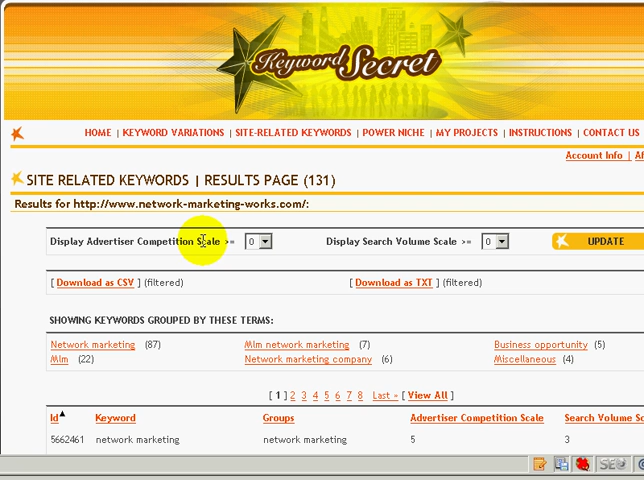 Keyword Secret
HOME | KEYWORD VARIATIONS | SITE-RELATED KEYWORDS | POWER NICHE | MY PROJECTS | INSTRUCTIONS | CONTACT US
Account Info | Af
SITE RELATED KEYWORDS | RESULTS PAGE (131)
Results for http://www.network-marketing-works.com/:
Display Advertiser Competition Scale >= 0 Display Search Volume Scale >= 0 UPDATE
[ Download as CSV ] (filtered) [ Download as TXT ] (filtered)
SHOWING KEYWORDS GROUPED BY THESE TERMS:
Network marketing (87) Mlm network marketing (7) Business opportunity (5)
Mlm (22) Network marketing company (6) Miscellaneous (4)
[ 1 ] 2 3 4 5 6 7 8 Last » [ View All ]
Id Keyword Groups Advertiser Competition Scale Search Volume Sc
5662461 network marketing network marketing 5 3
SEO